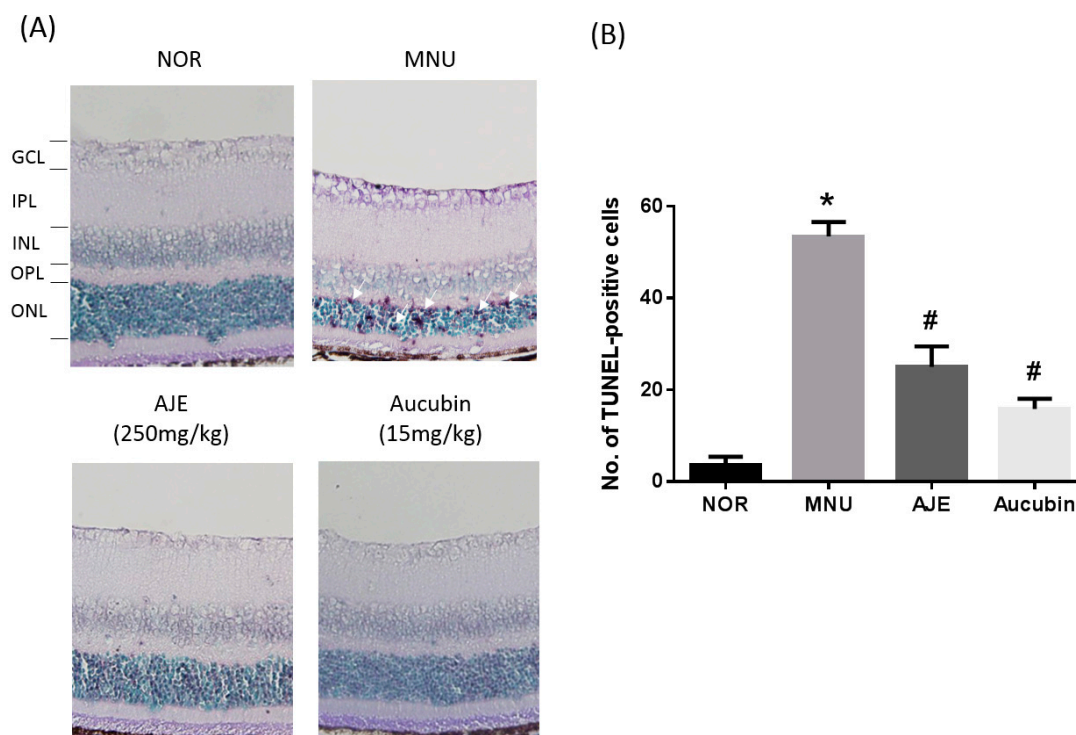 (A)
NOR
MNU
GCL
IPL
INL
OPL
ONL
AJE
(250mg/kg)
Aucubin
(15mg/kg)
(B)
No. of TUNEL-positive cells
60
40
20
0
*
#
#
NOR
MNU
AJE
Aucubin